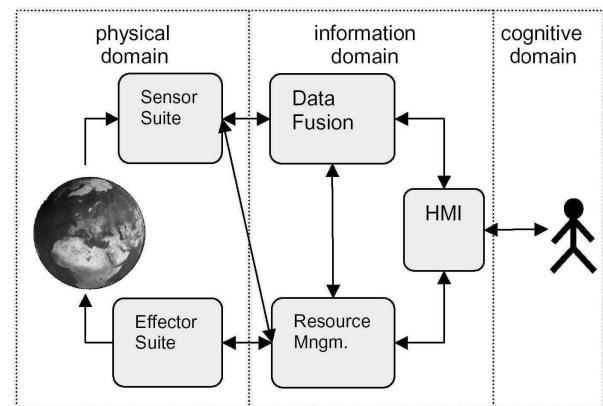 physical
domain
information
domain
cognitive
domain
Sensor
Suite
Data
Fusion
HMI
Effector
Suite
Resource
Mngm.